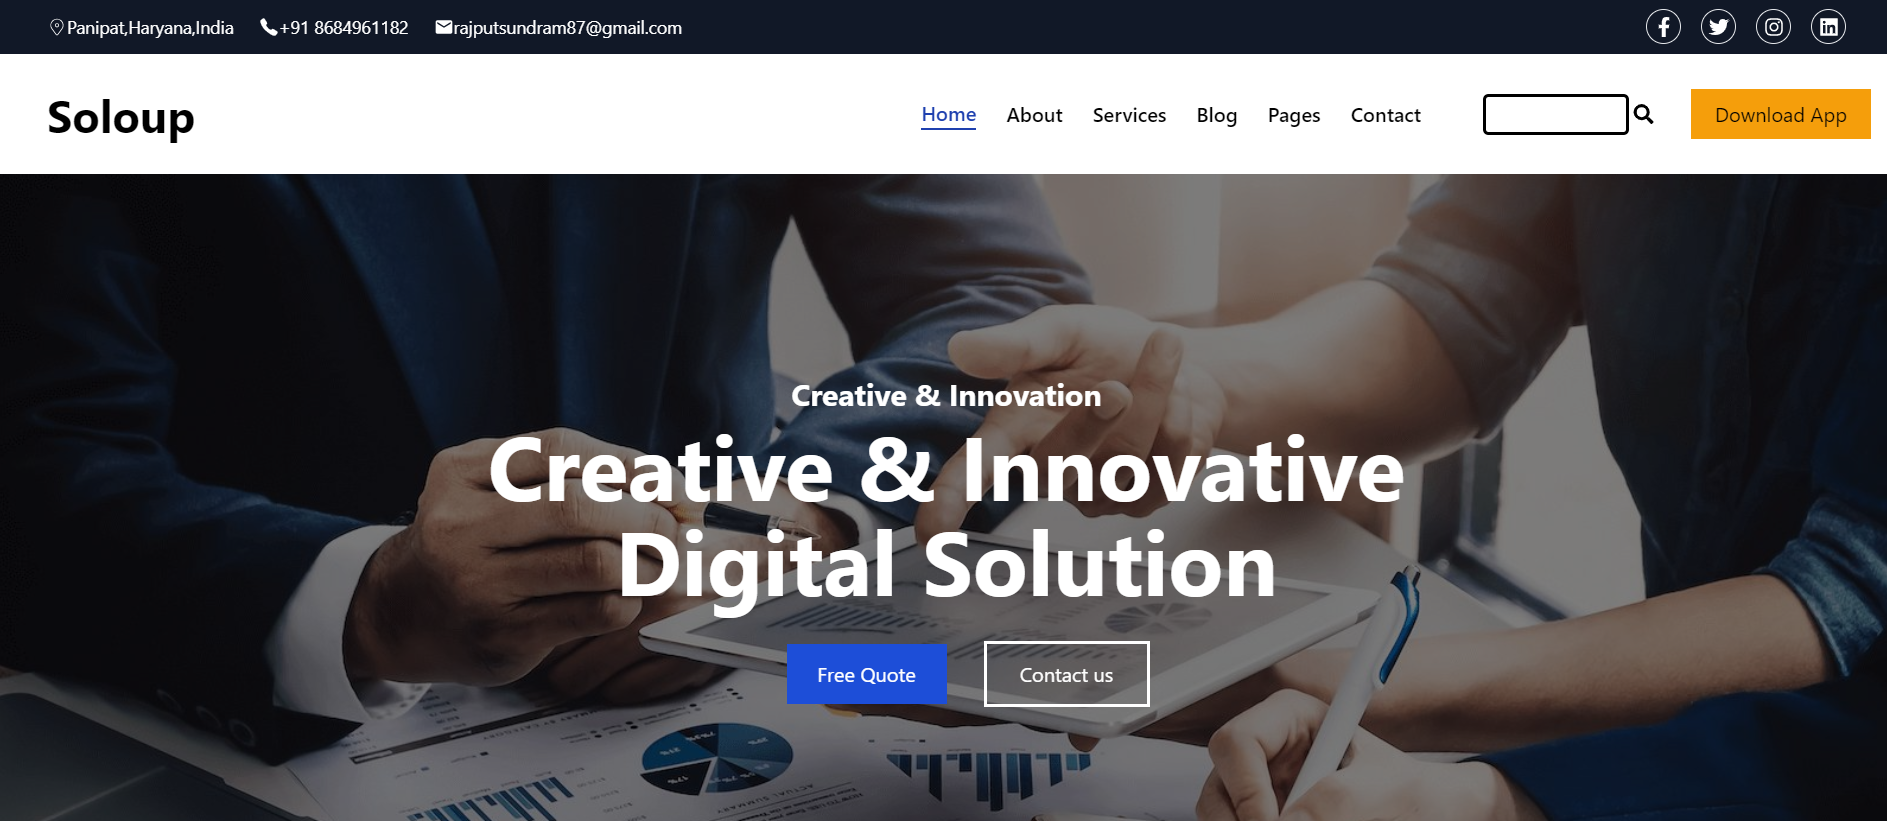 Panipat,Haryana,India +91 8684961182 rajputsundram87@gmail.com
Soloup Home About Services Blog Pages Contact Download App
Creative & Innovation
Creative & Innovative
Digital Solution
Free Quote Contact us